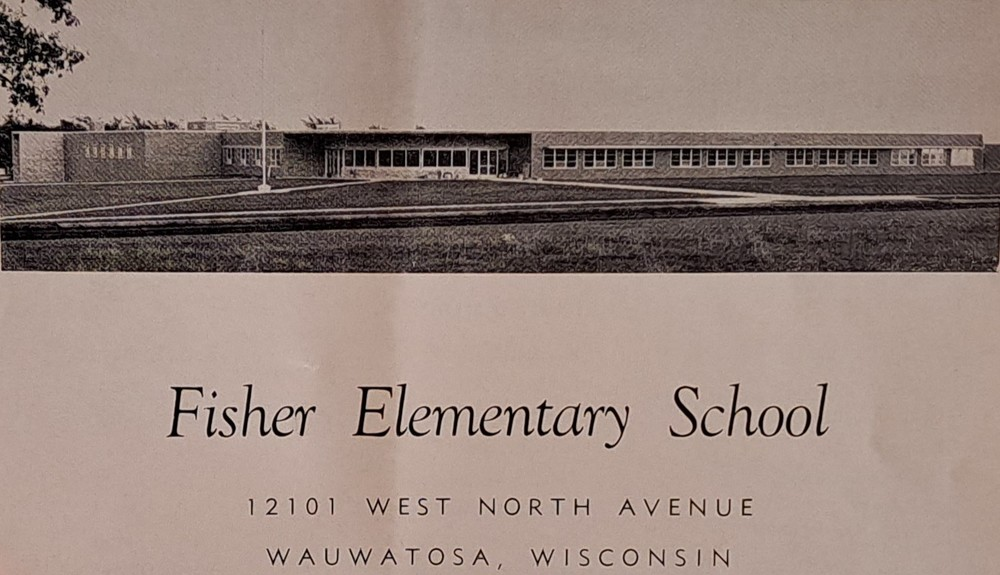 Fisher Elementary School
12101 WEST NORTH AVENUE
WAUWATOSA, WISCONSIN